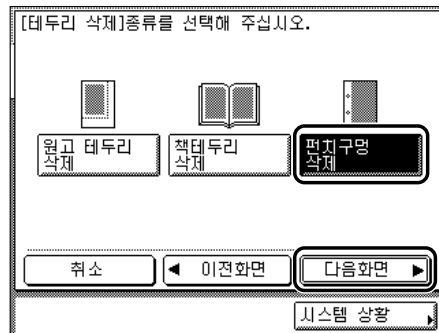 [테두리 삭제]종류를 선택해 주십시오.
원고 테두리
삭제
책테두리
삭제
펀치구멍
삭제
취소
이전화면
다음화면
시스템 상황